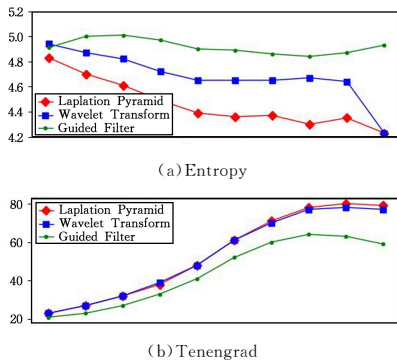 5.2
5.0
4.8
4.6
4.4
4.2
Laplation Pyramid
Wavelet Transform
Guided Filter
(a)Entropy
80
60
40
20
Laplation Pyramid
Wavelet Transform
Guided Filter
(b)Tenengrad